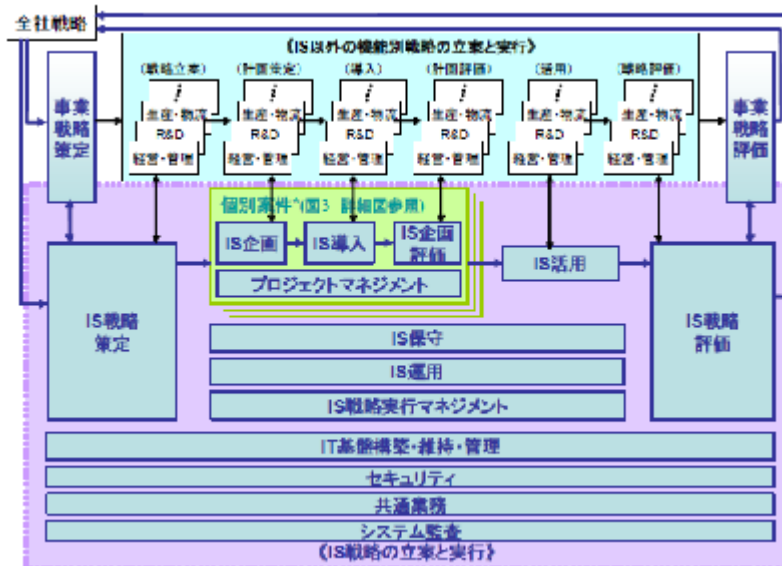 全社戦略
《IS以外の機能別戦略の立案と実行》
(戦略立案)
(計画策定)
(導入)
(計画評価)
(活用)
(戦略評価)
事業
戦略
策定
生産・物流
R&D
経営・管理
生産・物流
R&D
経営・管理
生産・物流
R&D
経営・管理
生産・物流
R&D
経営・管理
生産・物流
R&D
経営・管理
生産・物流
R&D
経営・管理
事業
戦略
評価
個別案件*(図3 詳細図参照)
IS企画
IS導入
IS企画
評価
プロジェクトマネジメント
IS活用
IS戦略
策定
IS戦略
評価
IS保守
IS運用
IS戦略実行マネジメント
IT基盤構築・維持・管理
セキュリティ
共通業務
システム監査
《IS戦略の立案と実行》